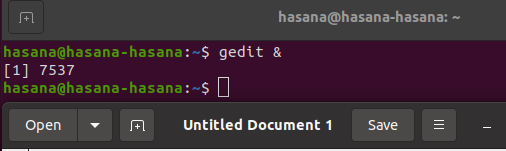 hasana@hasana-hasana: ~
hasana@hasana-hasana:~$ gedit &
[1] 7537
hasana@hasana-hasana:~$
Open Untitled Document 1 Save